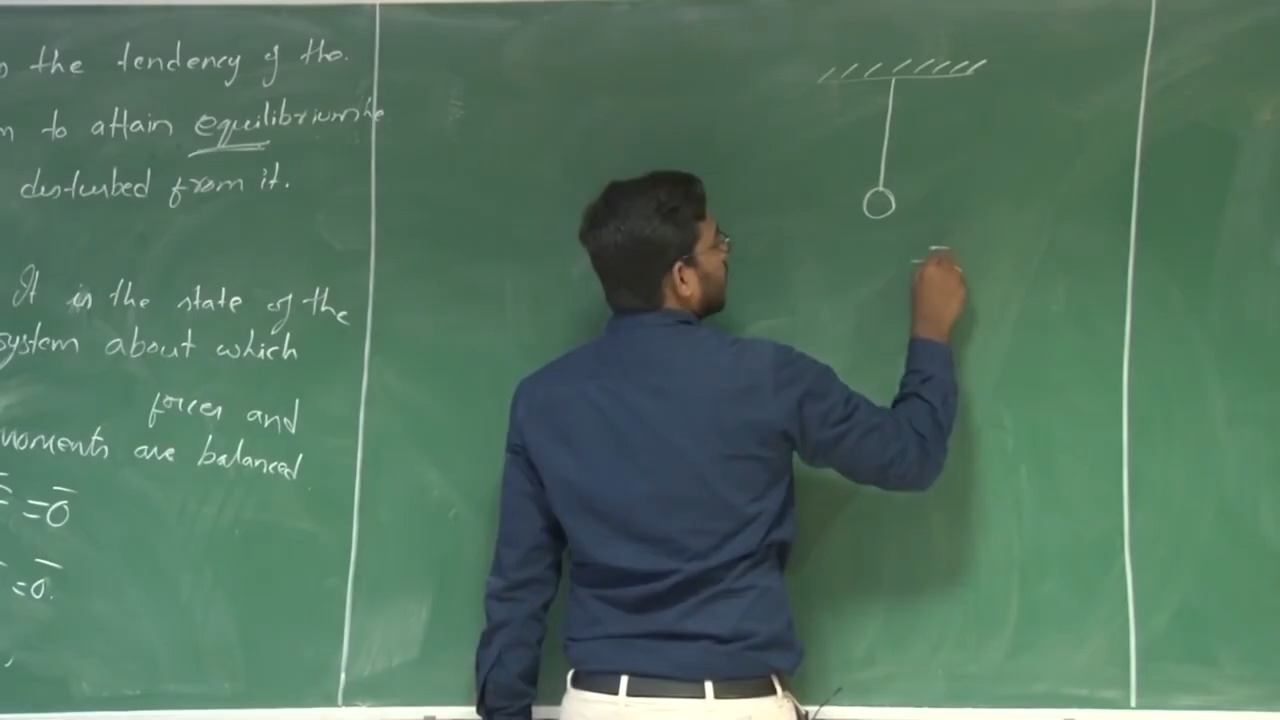 the tendency of the.
to attain equilibrium
disturbed from it.
It is the state of the
system about which
forces and
moments are balanced
= 0̅
= 0̅.